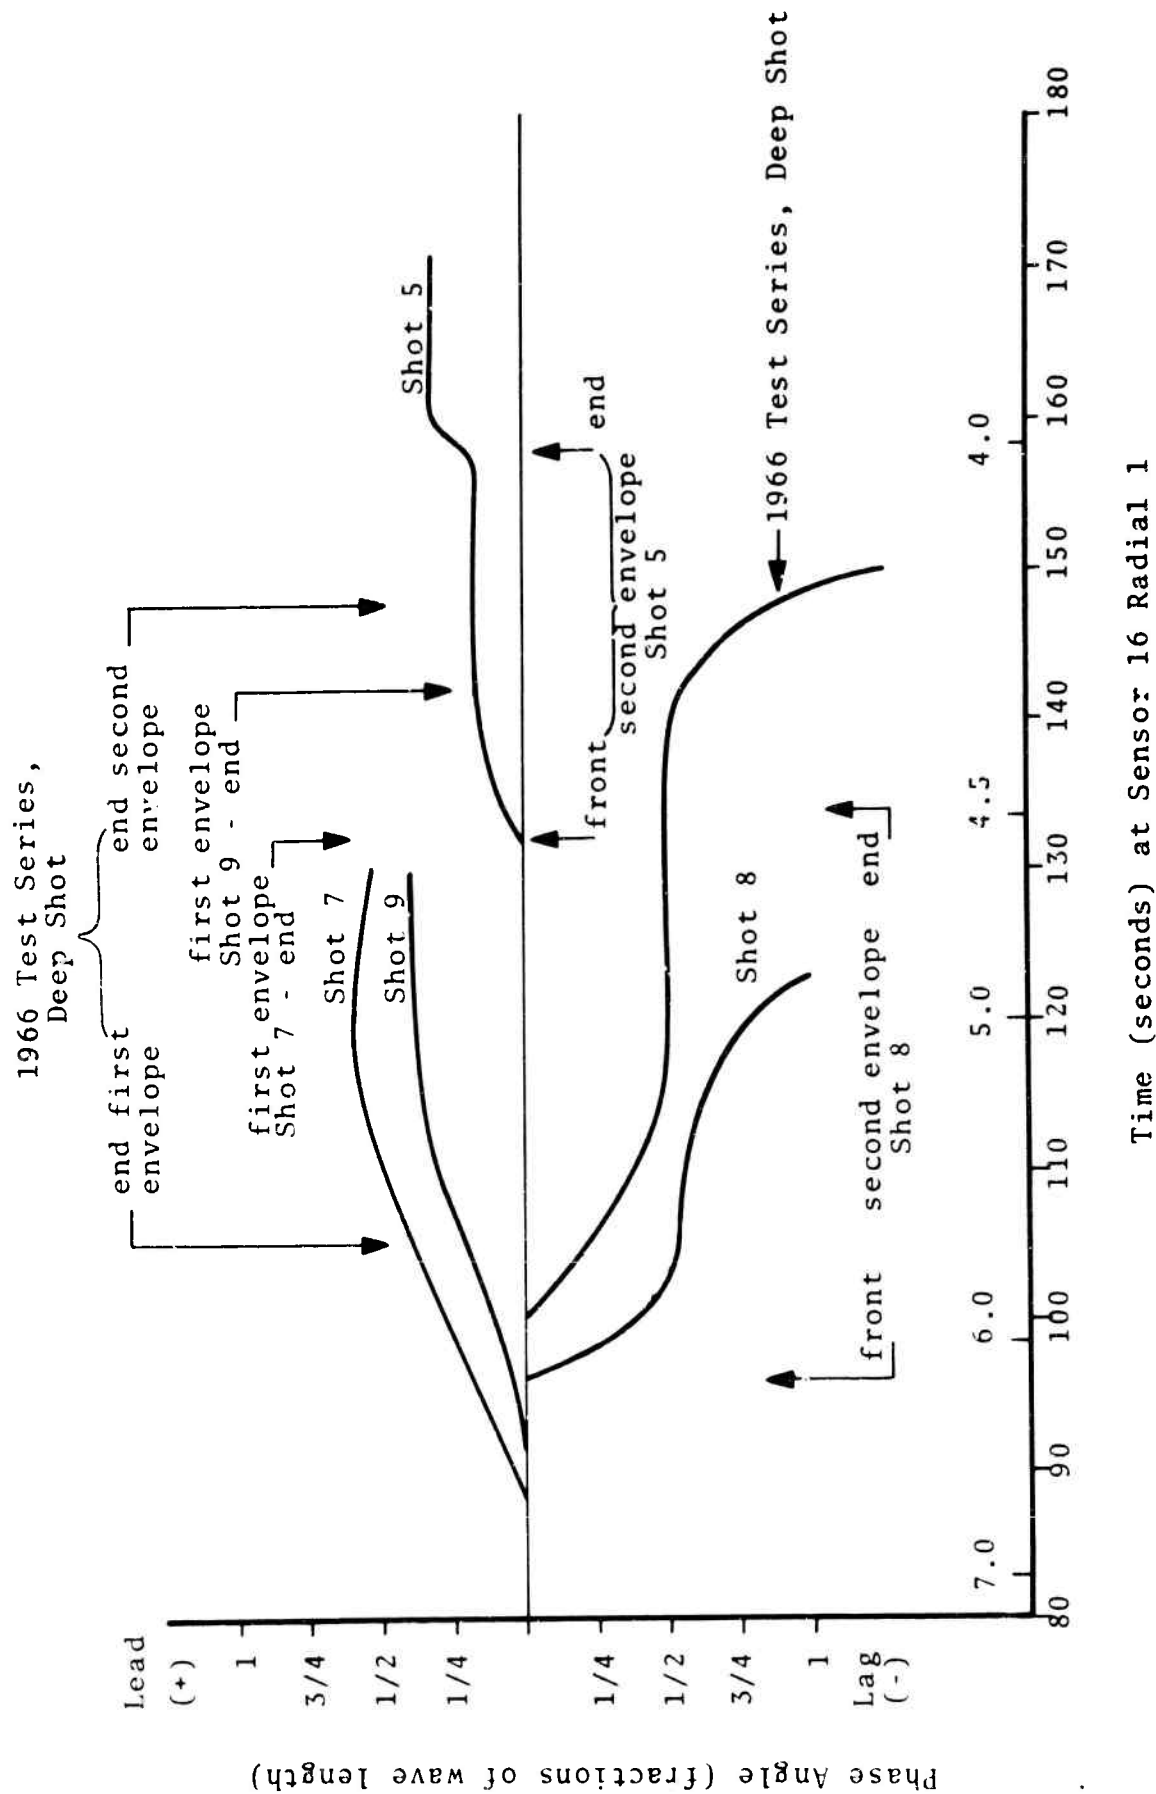 1966 Test Series,
Deep Shot
end first
envelope
end second
envelope
first envelope
Shot 9 - end
first envelope
Shot 7 - end
Lead
(+)
1
3/4
1/2
1/4
1/4
1/2
3/4
1
Lag
(-)
Phase Angle (fractions of wave length)
Shot 7
Shot 9
Shot 5
front
end
second envelope
Shot 5
1966 Test Series, Deep Shot
Shot 8
front second envelope end
Shot 8
7.0 6.0 5.0 4.5 4.0
80 90 100 110 120 130 140 150 160 170 180
Time (seconds) at Sensor 16 Radial 1